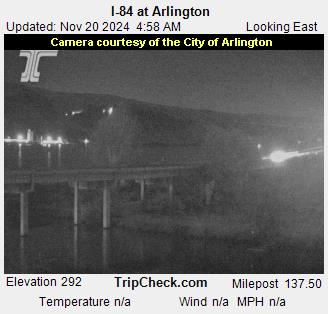 I-84 at Arlington
Updated: Nov 20 2024 4:58 AM Looking East
Camera courtesy of the City of Arlington
Elevation 292 TripCheck.com Milepost 137.50
Temperature n/a Wind n/a MPH n/a